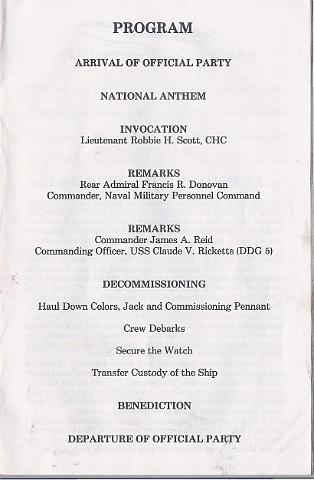 PROGRAM
ARRIVAL OF OFFICIAL PARTY
NATIONAL ANTHEM
INVOCATION
Lieutenant Robbie H. Scott, CHC
REMARKS
Rear Admiral Francis R. Donovan
Commander, Naval Military Personnel Command
REMARKS
Commander James A. Reid
Commanding Officer, USS Claude V. Ricketts (DDG 5)
DECOMMISSIONING
Haul Down Colors, Jack and Commissioning Pennant
Crew Debarks
Secure the Watch
Transfer Custody of the Ship
BENEDICTION
DEPARTURE OF OFFICIAL PARTY